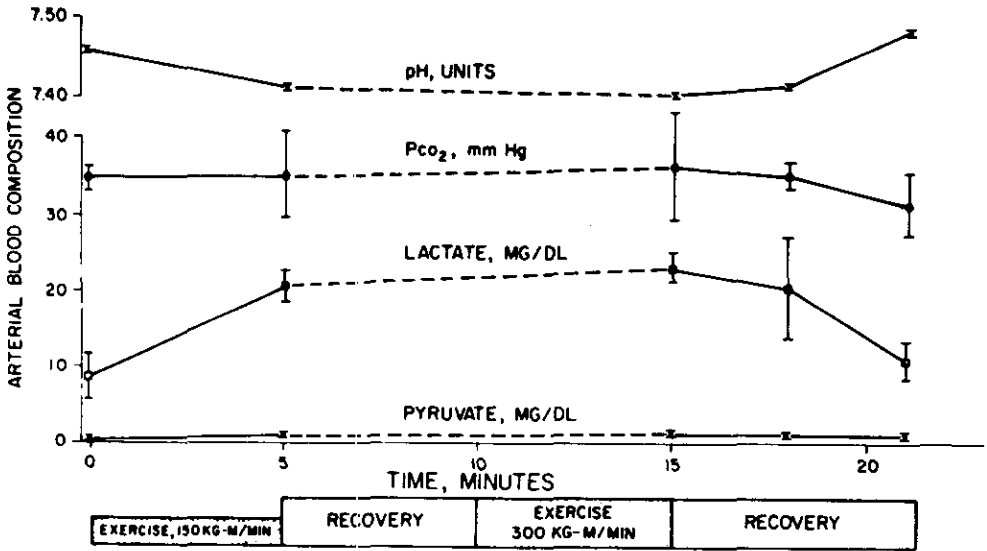 7.50
pH, UNITS
7.40
40
Pco₂, mm Hg
30
LACTATE, MG/DL
20
10
PYRUVATE, MG/DL
0
ARTERIAL BLOOD COMPOSITION
0 5 10 15 20
TIME, MINUTES
EXERCISE, 150 KG-M/MIN
RECOVERY
EXERCISE
300 KG-M/MIN
RECOVERY